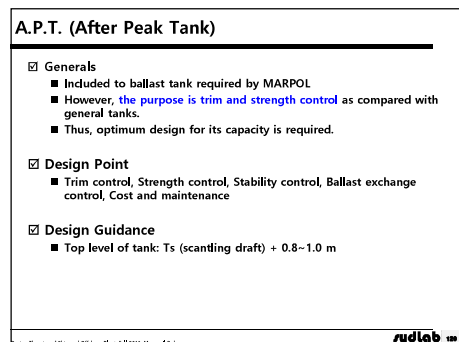 A.P.T. (After Peak Tank)
Generals
Included to ballast tank required by MARPOL
However, the purpose is trim and strength control as compared with
general tanks.
Thus, optimum design for its capacity is required.
Design Point
Trim control, Strength control, Stability control, Ballast exchange
control, Cost and maintenance
Design Guidance
Top level of tank: Ts (scantling draft) + 0.8~1.0 m
sudlab